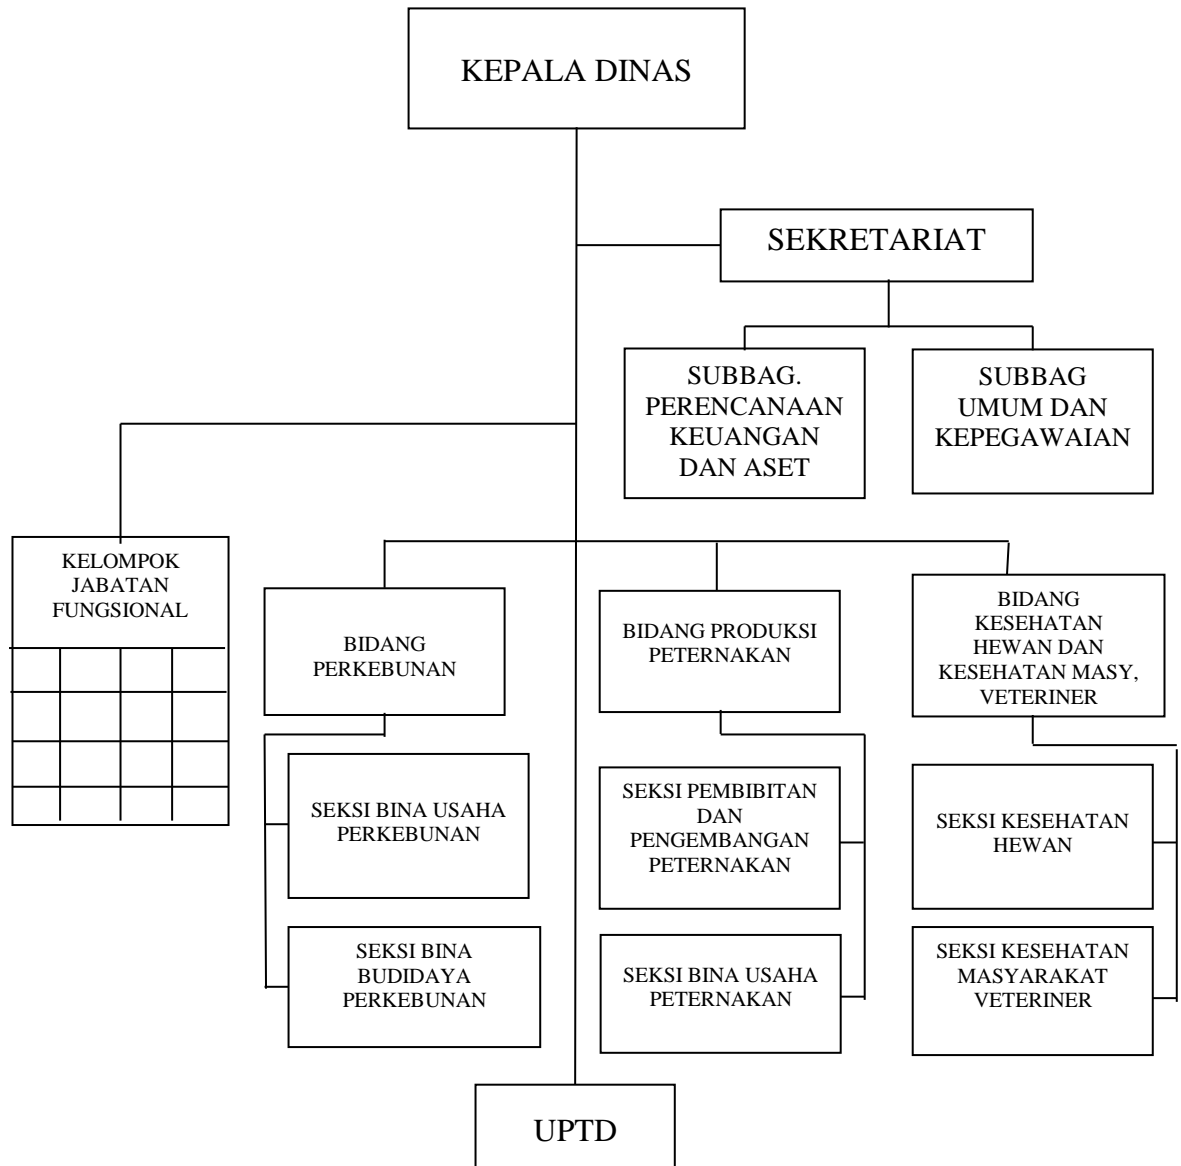 KEPALA DINAS
SEKRETARIAT
SUBBAG.
PERENCANAAN
KEUANGAN
DAN ASET
SUBBAG
UMUM DAN
KEPEGAWAIAN
KELOMPOK
JABATAN
FUNGSIONAL
BIDANG
PERKEBUNAN
BIDANG PRODUKSI
PETERNAKAN
BIDANG
KESEHATAN
HEWAN DAN
KESEHATAN MASY,
VETERINER
SEKSI BINA USAHA
PERKEBUNAN
SEKSI PEMBIBITAN
DAN
PENGEMBANGAN
PETERNAKAN
SEKSI KESEHATAN
HEWAN
SEKSI BINA
BUDIDAYA
PERKEBUNAN
SEKSI BINA USAHA
PETERNAKAN
SEKSI KESEHATAN
MASYARAKAT
VETERINER
UPTD